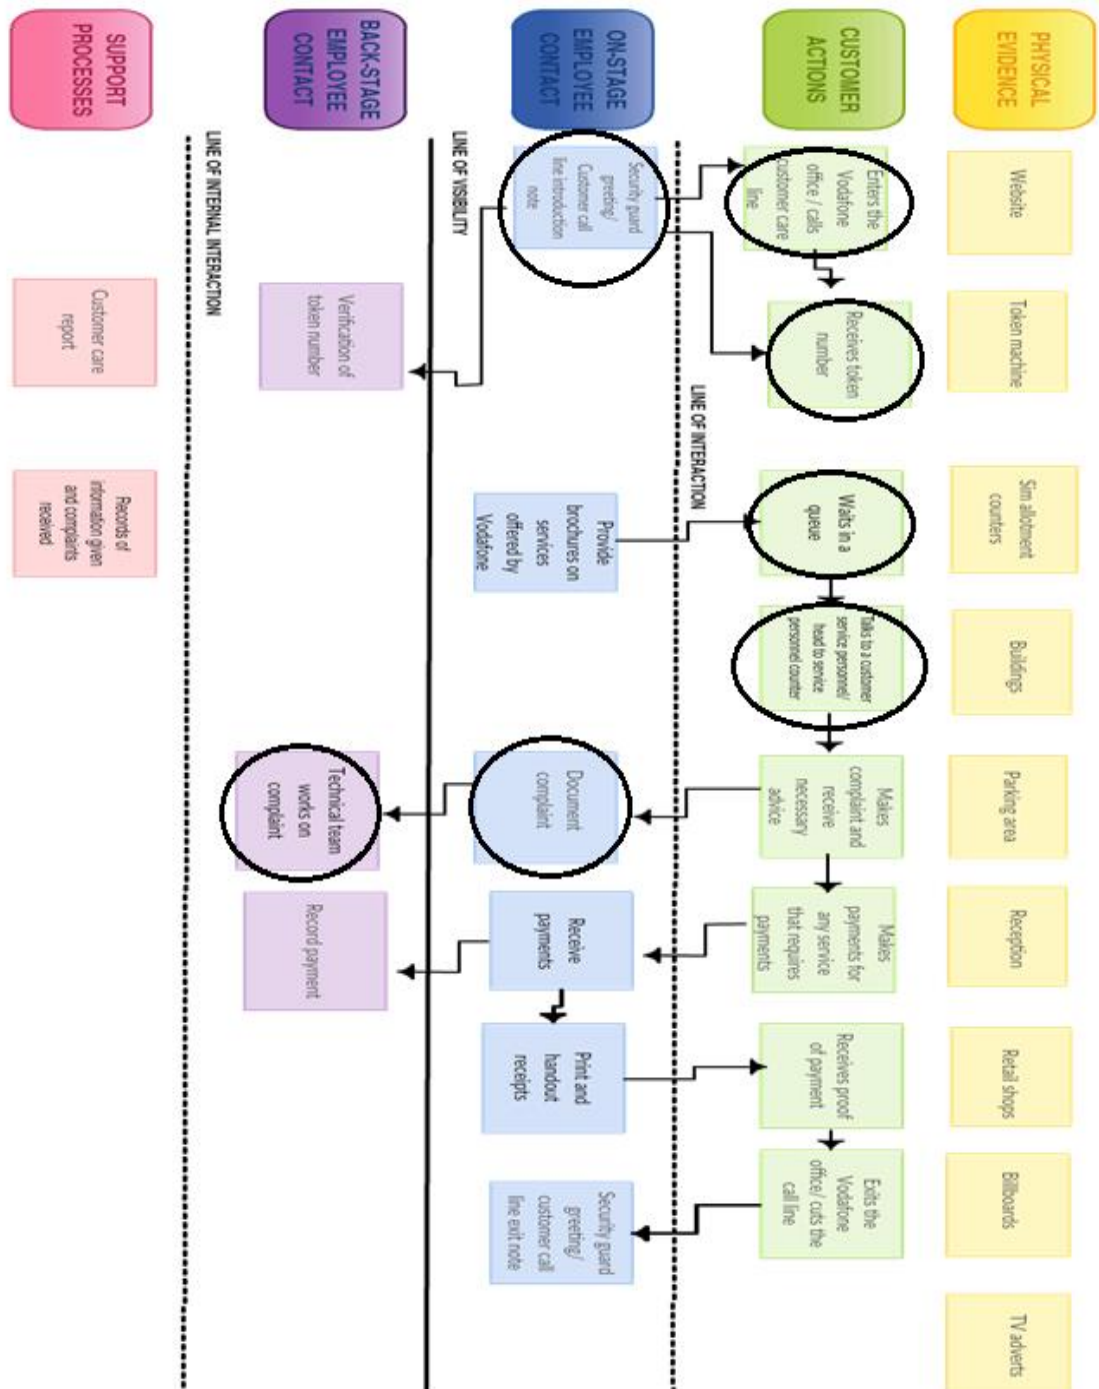 PHYSICAL
EVIDENCE
Website
Token machine
Sim allotment
counters
Buildings
Parking area
Reception
Retail shops
Billboards
TV adverts
CUSTOMER
ACTIONS
Enters the
Vodafone
office / calls
customer care
line
Receives token
number
Waits in a
queue
Talks to a customer
service personnel/
head to service
personnel counter
Makes
complaint and
receive
necessary
advice
Makes
payments for
any service
that requires
payments
Receives proof
of payment
Exits the
Vodafone
office/ cuts the
call line
LINE OF INTERACTION
ON-STAGE
EMPLOYEE
CONTACT
Security guard
greeting/
Customer call
line introduction
note
Provide
brochures on
services
offered by
Vodafone
Document
complaint
Receive
payments
Print and
handout
receipts
Security guard
greeting/
customer call
line exit note
LINE OF VISIBILITY
BACK-STAGE
EMPLOYEE
CONTACT
Verification of
token number
Technical team
works on
complaint
Record payment
LINE OF INTERNAL INTERACTION
SUPPORT
PROCESSES
Customer care
report
Records of
information given
and complaints
received